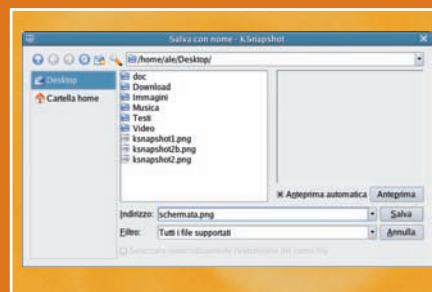 Salva con nome - KSnapshot
/home/ale/Desktop/
Desktop
Cartella home
doc
Download
Immagini
Musica
Testi
Video
ksnapshot1.png
ksnapshot2b.png
ksnapshot2.png
Anteprima automatica
Anteprima
Indirizzo: schermata.png
Salva
Filtro: Tutti i file supportati
Annulla